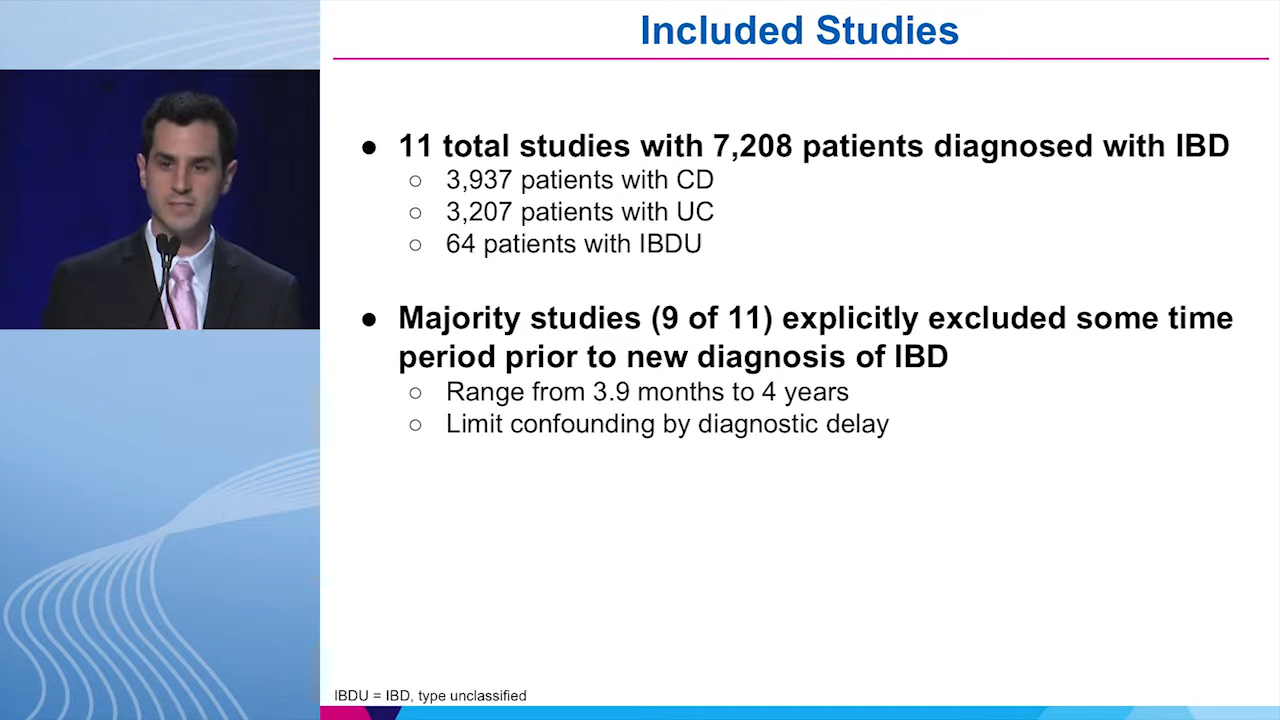 Included Studies
● 11 total studies with 7,208 patients diagnosed with IBD
○ 3,937 patients with CD
○ 3,207 patients with UC
○ 64 patients with IBDU
● Majority studies (9 of 11) explicitly excluded some time
period prior to new diagnosis of IBD
○ Range from 3.9 months to 4 years
○ Limit confounding by diagnostic delay
IBDU = IBD, type unclassified